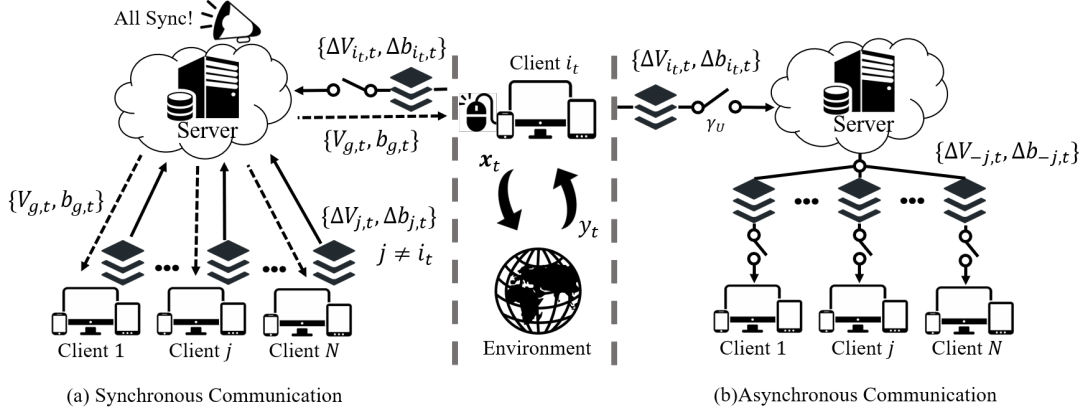 All Sync!
{ΔV_{i_t,t}, Δb_{i_t,t}}
Server
{V_{g,t}, b_{g,t}}
{V_{g,t}, b_{g,t}}
{ΔV_{j,t}, Δb_{j,t}}
j ≠ i_t
Client 1
Client j
Client N
(a) Synchronous Communication
Client i_t
x_t
y_t
Environment
{ΔV_{i_t,t}, Δb_{i_t,t}}
γ_U
Server
{ΔV_{-j,t}, Δb_{-j,t}}
Client 1
Client j
Client N
(b)Asynchronous Communication